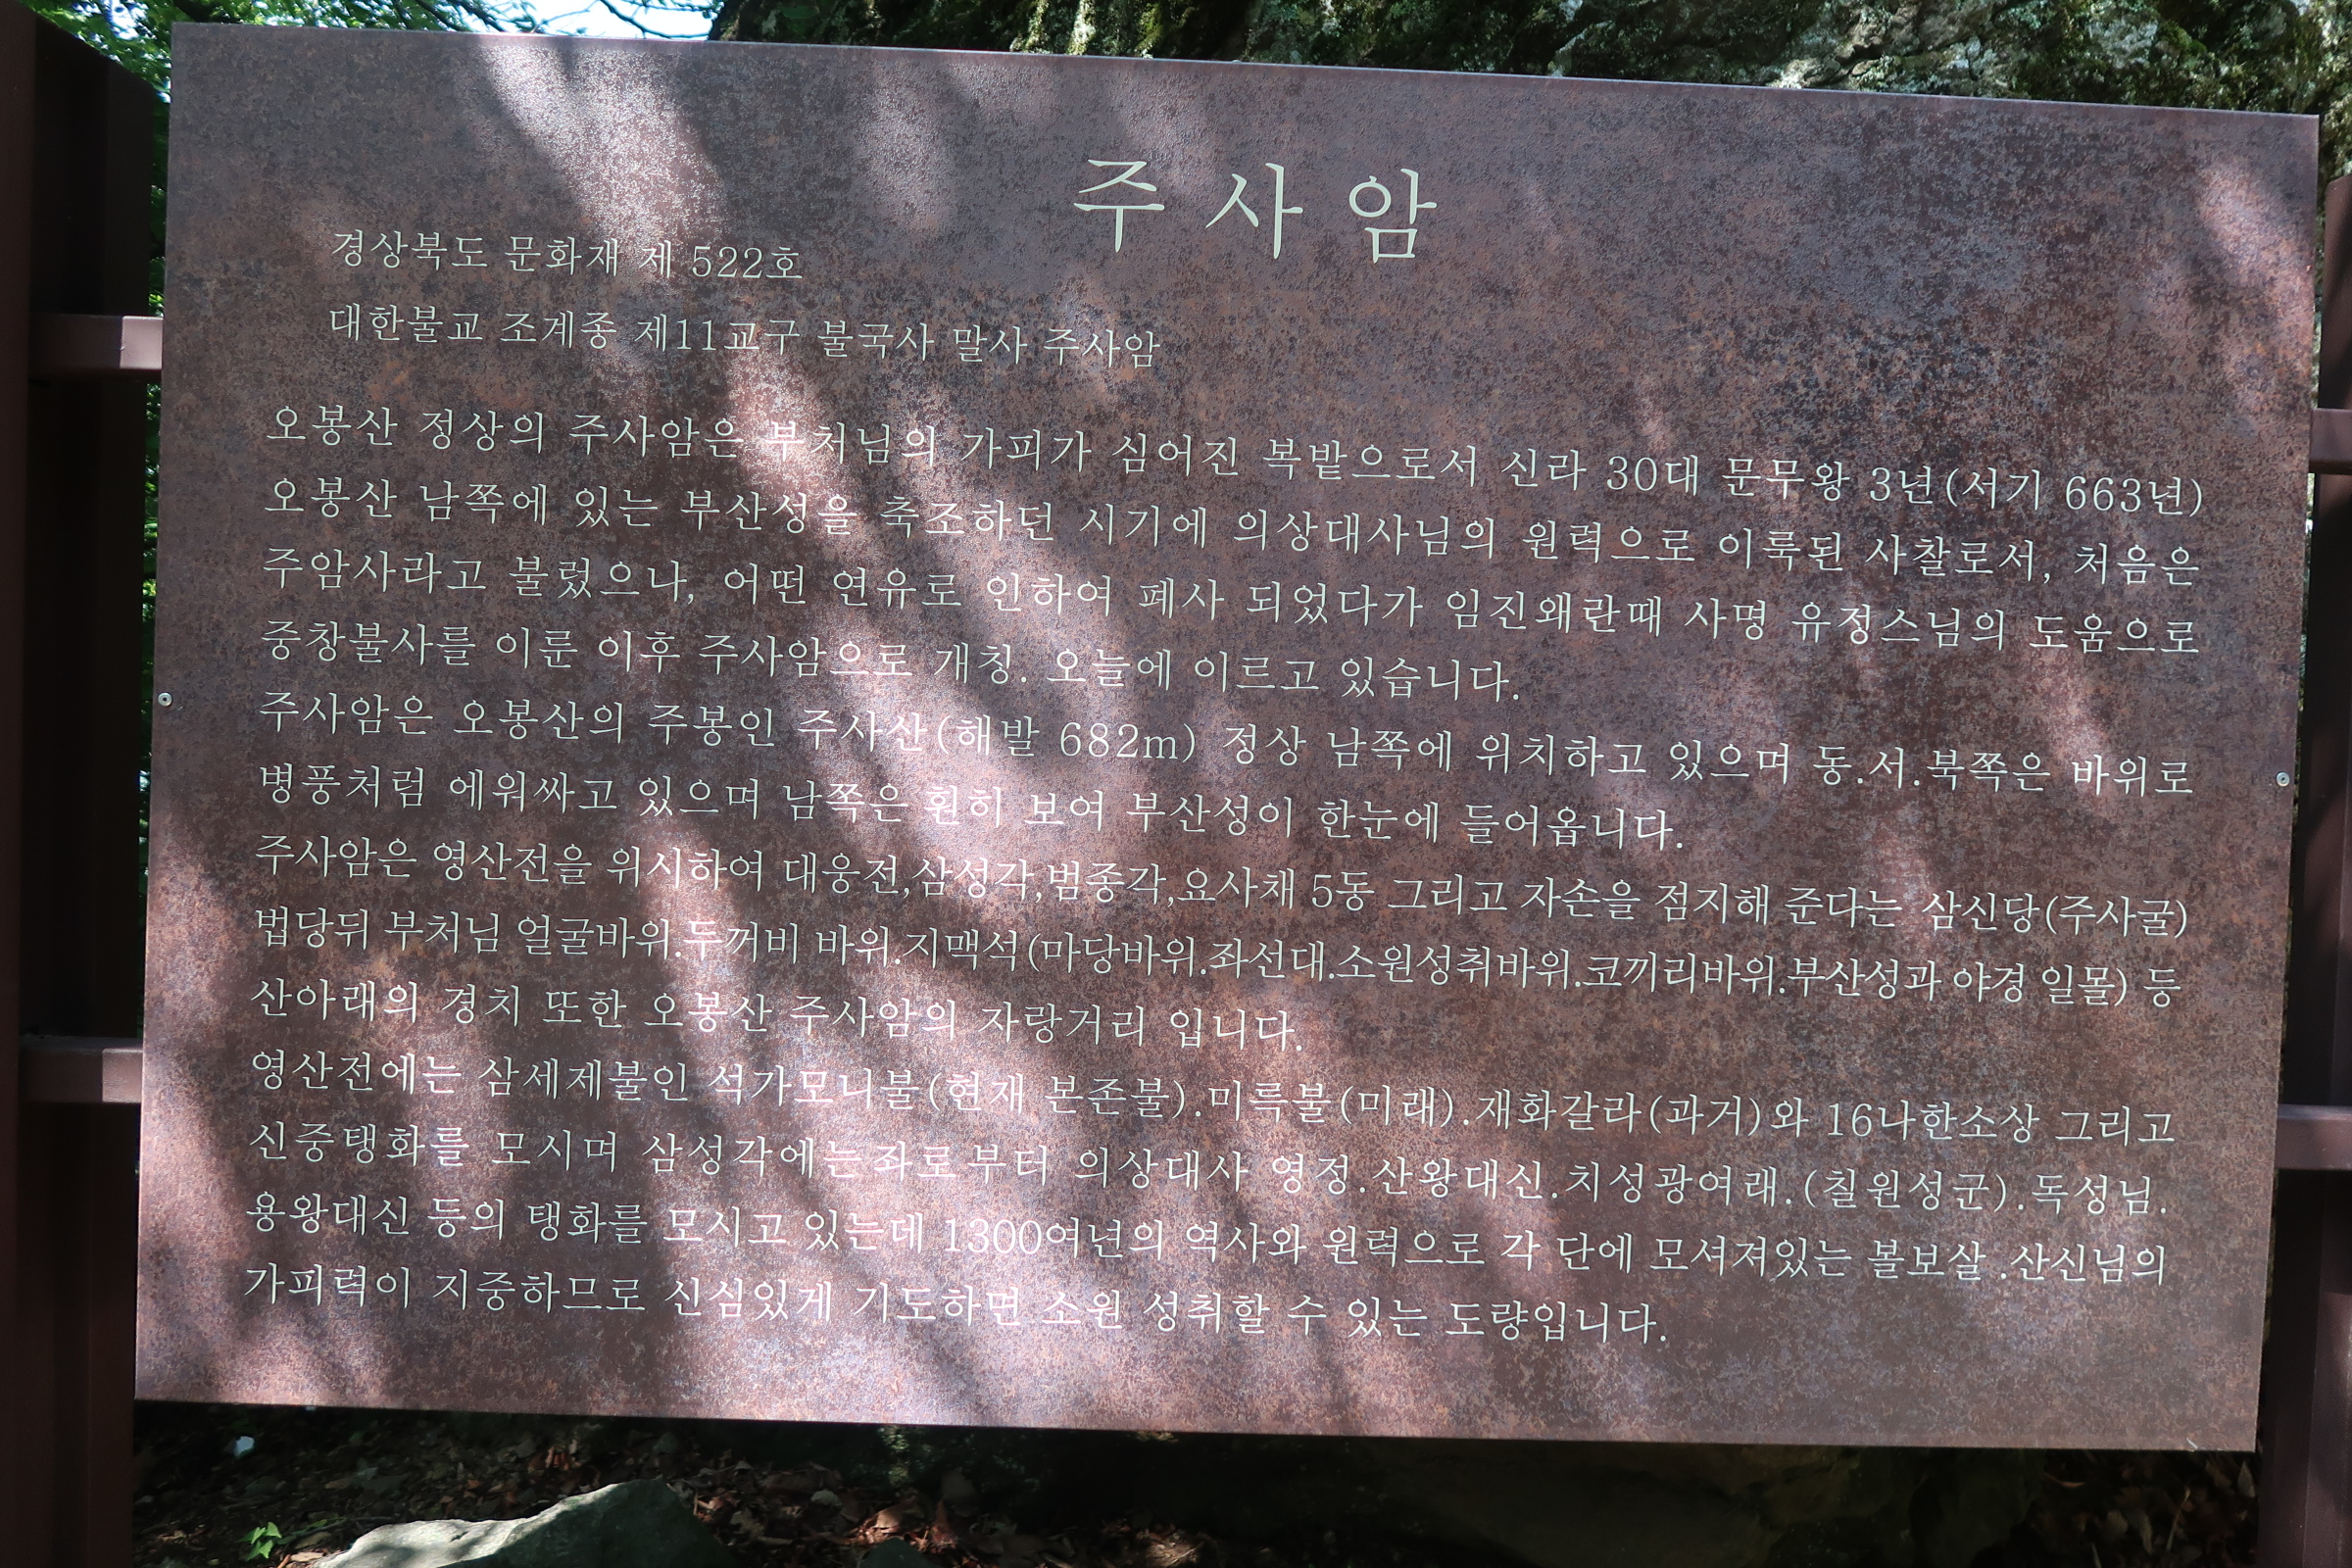 주사암
경상북도 문화재 제 522호
대한불교 조계종 제11교구 불국사 말사 주사암
오봉산 정상의 주사암은 부처님의 가피가 심어진 복밭으로서 신라 30대 문무왕 3년(서기 663년)
오봉산 남쪽에 있는 부산성을 축조하던 시기에 의상대사님의 원력으로 이룩된 사찰로서, 처음은
주암사라고 불렀으나, 어떤 연유로 인하여 폐사 되었다가 임진왜란때 사명 유정스님의 도움으로
중창불사를 이룬 이후 주사암으로 개칭. 오늘에 이르고 있습니다.
주사암은 오봉산의 주봉인 주사산(해발 682m) 정상 남쪽에 위치하고 있으며 동.서.북쪽은 바위로
병풍처럼 에워싸고 있으며 남쪽은 훤히 보여 부산성이 한눈에 들어옵니다.
주사암은 영산전을 위시하여 대웅전,삼성각,범종각,요사채 5동 그리고 자손을 점지해 준다는 삼신당(주사굴)
법당뒤 부처님 얼굴바위.두꺼비 바위.지맥석(마당바위.좌선대.소원성취바위.코끼리바위.부산성과 야경 일몰) 등
산아래의 경치 또한 오봉산 주사암의 자랑거리 입니다.
영산전에는 삼세제불인 석가모니불(현재 본존불).미륵불(미래).재화갈라(과거)와 16나한소상 그리고
신중탱화를 모시며 삼성각에는좌로부터 의상대사 영정.산왕대신.치성광여래.(칠원성군).독성님.
용왕대신 등의 탱화를 모시고 있는데 1300여년의 역사와 원력으로 각 단에 모셔져있는 볼보살 .산신님의
가피력이 지중하므로 신심있게 기도하면 소원 성취할 수 있는 도량입니다.